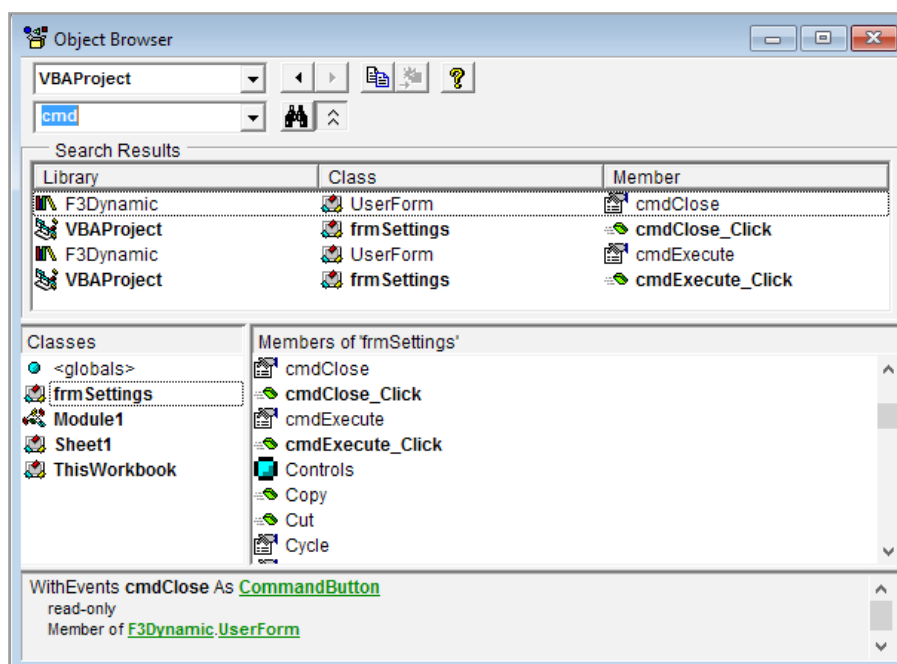 Object Browser
VBAProject
cmd
Search Results
Library Class Member
F3Dynamic UserForm cmdClose
VBAProject frmSettings cmdClose_Click
F3Dynamic UserForm cmdExecute
VBAProject frmSettings cmdExecute_Click
Classes Members of 'frmSettings'
<globals> cmdClose
frmSettings cmdClose_Click
Module1 cmdExecute
Sheet1 cmdExecute_Click
ThisWorkbook Controls
Copy
Cut
Cycle
WithEvents cmdClose As CommandButton
read-only
Member of F3Dynamic.UserForm